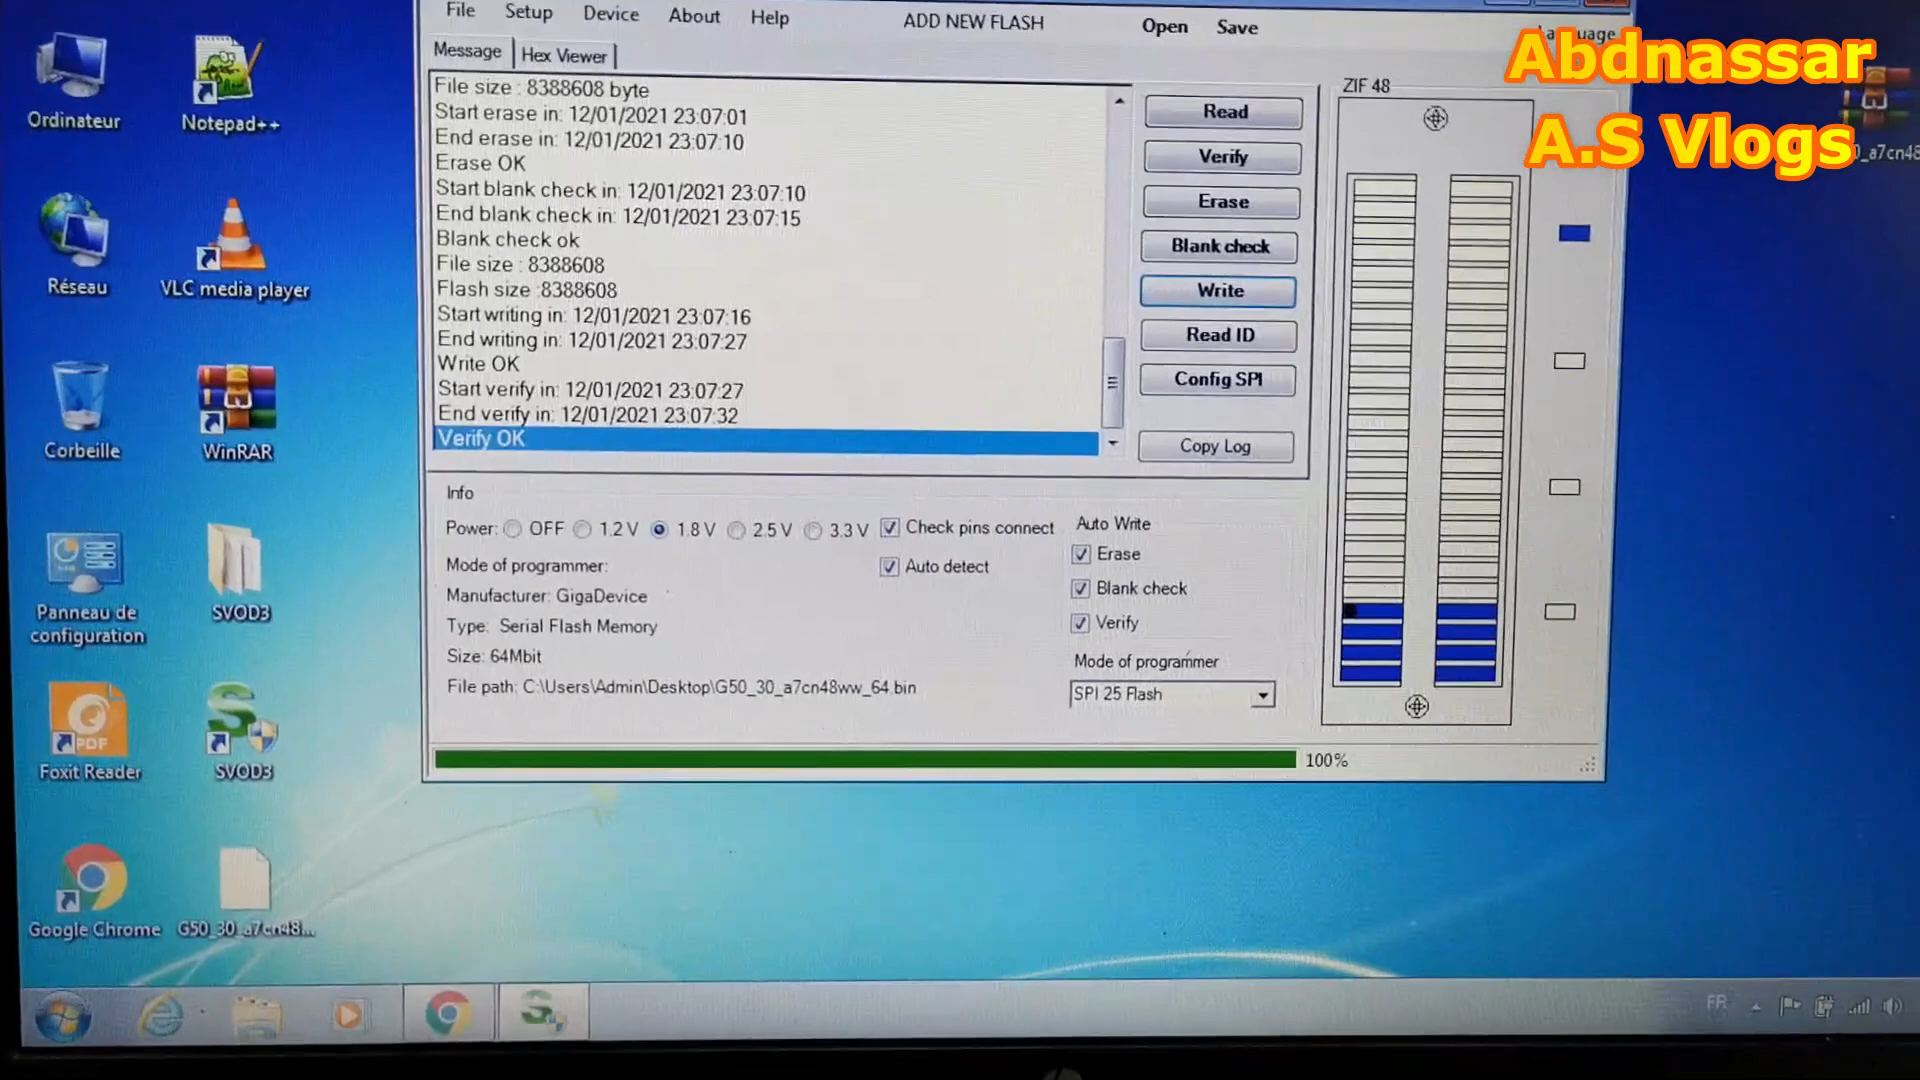 File Setup Device About Help ADD NEW FLASH Open Save
Abdnassar
A.S Vlogs
Message Hex Viewer
File size : 8388608 byte
Start erase in: 12/01/2021 23:07:01
End erase in: 12/01/2021 23:07:10
Erase OK
Start blank check in: 12/01/2021 23:07:10
End blank check in: 12/01/2021 23:07:15
Blank check ok
File size : 8388608
Flash size :8388608
Start writing in: 12/01/2021 23:07:16
End writing in: 12/01/2021 23:07:27
Write OK
Start verify in: 12/01/2021 23:07:27
End verify in: 12/01/2021 23:07:32
Verify OK
Read
Verify
Erase
Blank check
Write
Read ID
Config SPI
Copy Log
ZIF 48
Info
Power: OFF 1.2 V 1.8 V 2.5 V 3.3 V Check pins connect
Auto detect
Mode of programmer:
Manufacturer: GigaDevice
Type: Serial Flash Memory
Size: 64Mbit
File path: C:\Users\Admin\Desktop\G50_30_a7cn48ww_64.bin
Auto Write
Erase
Blank check
Verify
Mode of programmer
SPI 25 Flash
100%
Ordinateur
Notepad++
Réseau
VLC media player
Corbeille
WinRAR
Panneau de
configuration
SVOD3
PDF
Foxit Reader
SVOD3
Google Chrome
G50_30_a7cn48...
FR